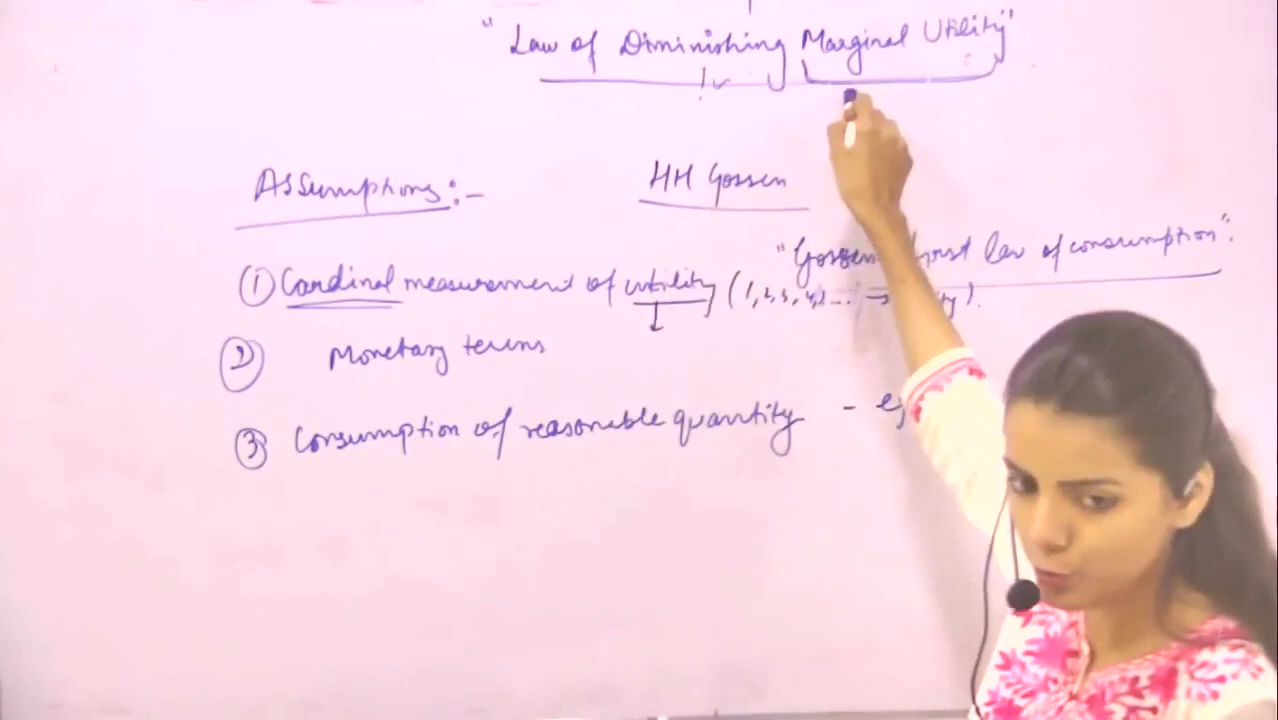 "Law of Diminishing Marginal Utility"
Assumptions:-
HH Gossen
"Gossen first law of consumption".
① Cardinal measurement of utility (1, 2, 3, 4,
② Monetary terms
③ Consumption of reasonable quantity -